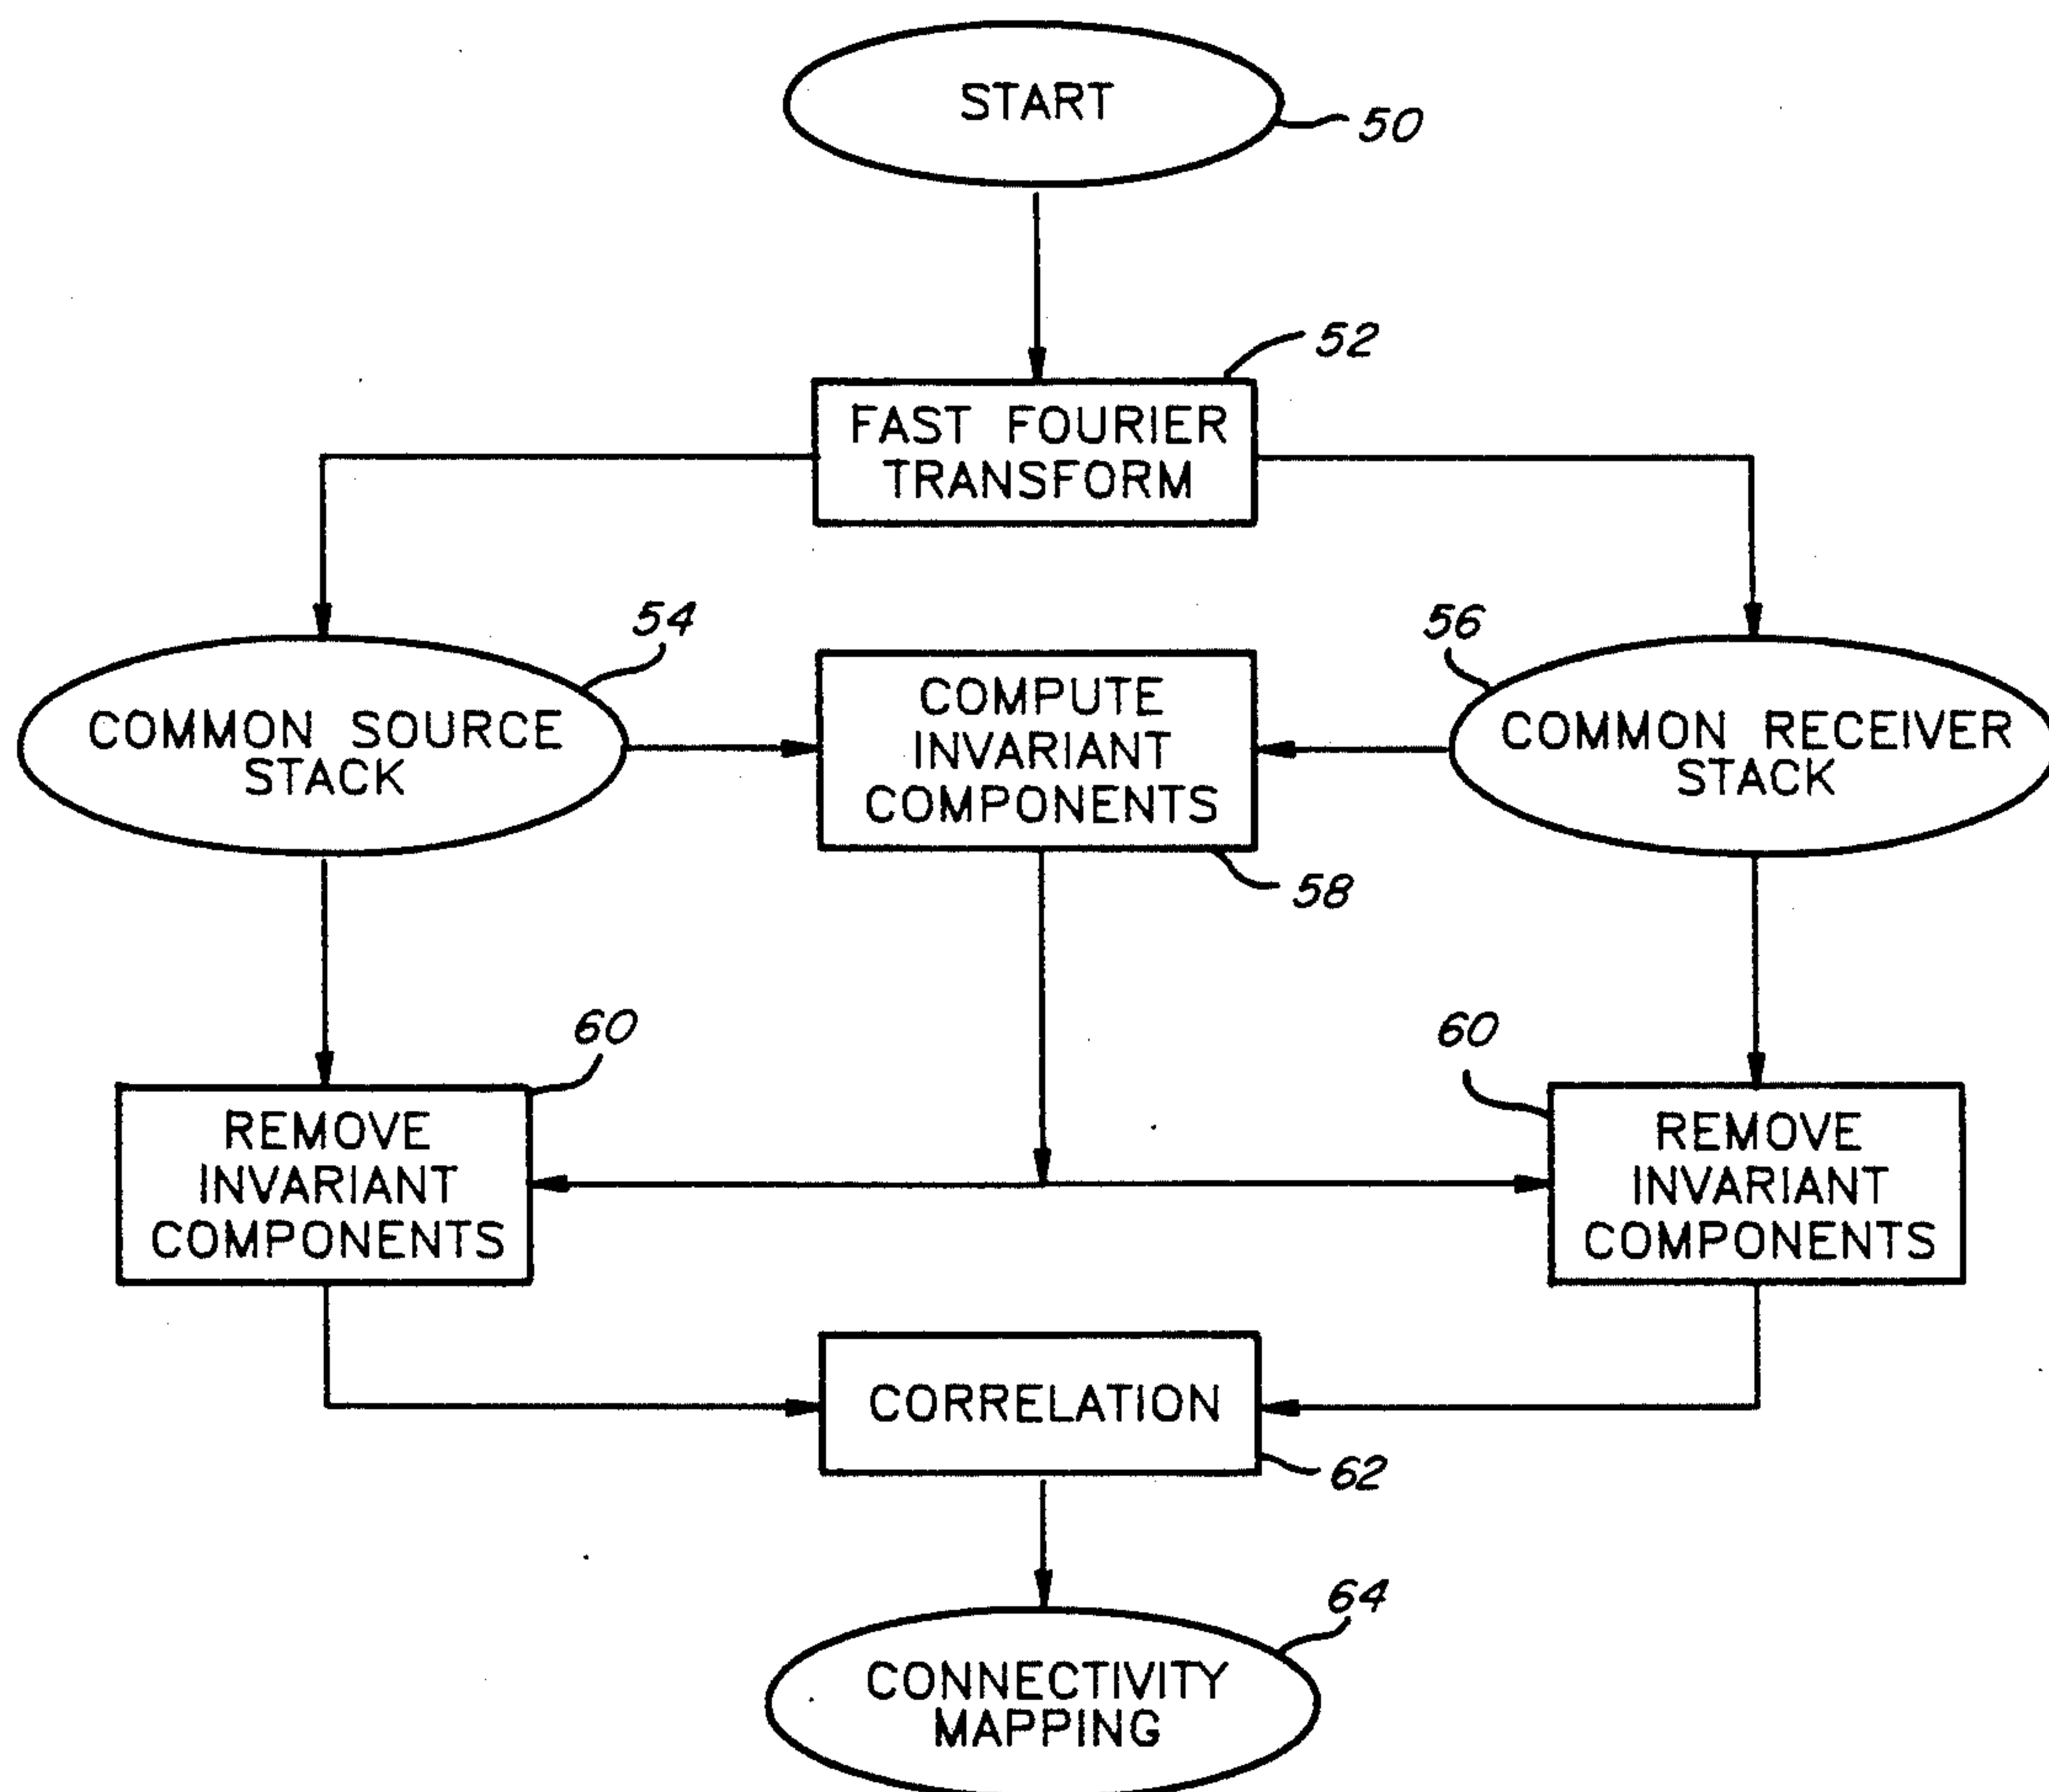 START
50
52
FAST FOURIER
TRANSFORM
54
56
COMMON SOURCE
STACK
COMPUTE
INVARIANT
COMPONENTS
COMMON RECEIVER
STACK
58
60
60
REMOVE
INVARIANT
COMPONENTS
REMOVE
INVARIANT
COMPONENTS
CORRELATION
62
64
CONNECTIVITY
MAPPING